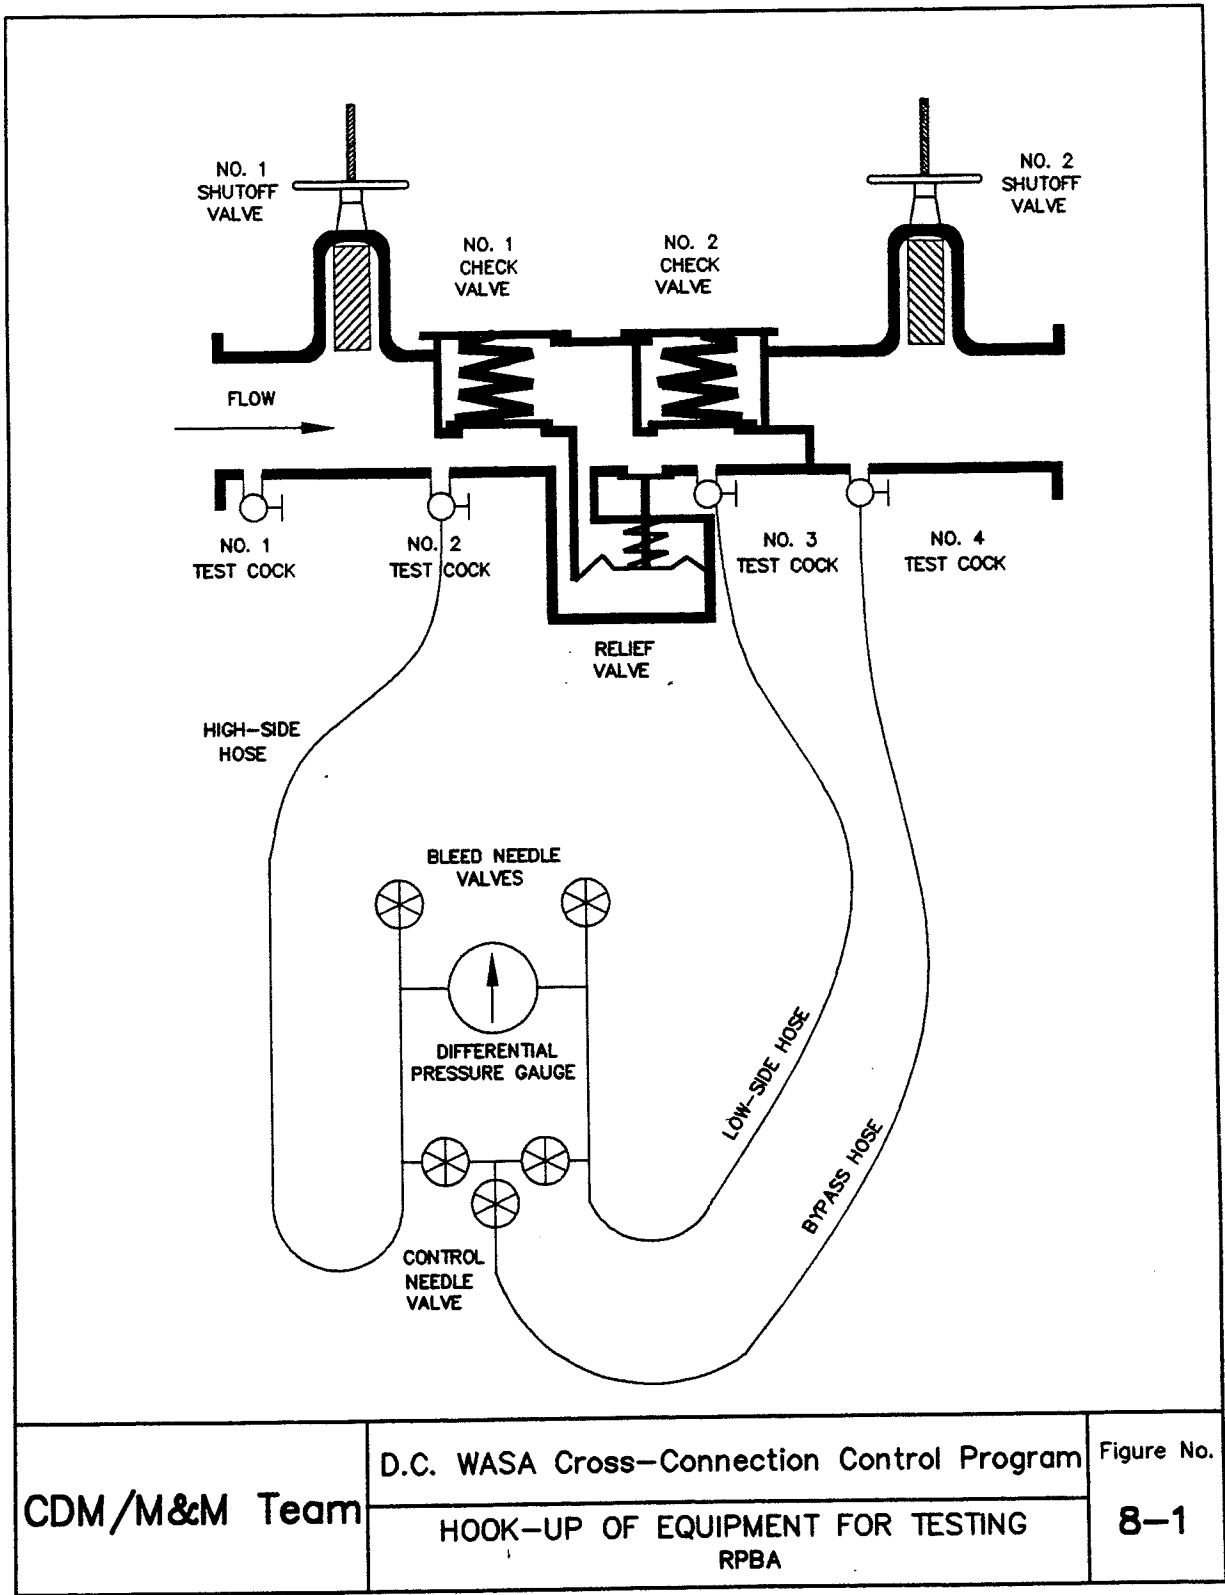 NO. 1
SHUTOFF
VALVE
NO. 2
SHUTOFF
VALVE
NO. 1
CHECK
VALVE
NO. 2
CHECK
VALVE
FLOW
NO. 1
TEST COCK
NO. 2
TEST COCK
NO. 3
TEST COCK
NO. 4
TEST COCK
RELIEF
VALVE
HIGH-SIDE
HOSE
BLEED NEEDLE
VALVES
DIFFERENTIAL
PRESSURE GAUGE
LOW-SIDE HOSE
BYPASS HOSE
CONTROL
NEEDLE
VALVE
CDM/M&M Team
D.C. WASA Cross-Connection Control Program
HOOK-UP OF EQUIPMENT FOR TESTING
RPBA
Figure No.
8-1